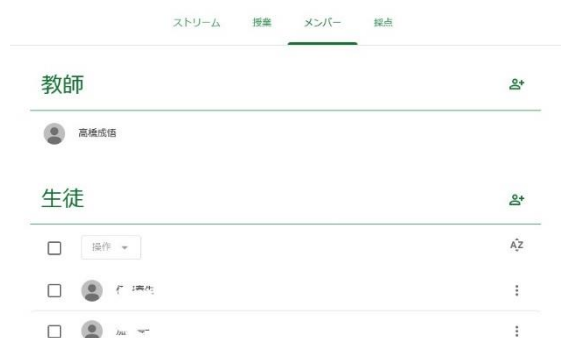 ストリーム 授業 メンバー 採点
教師
高橋成悟
生徒
操作
AZ